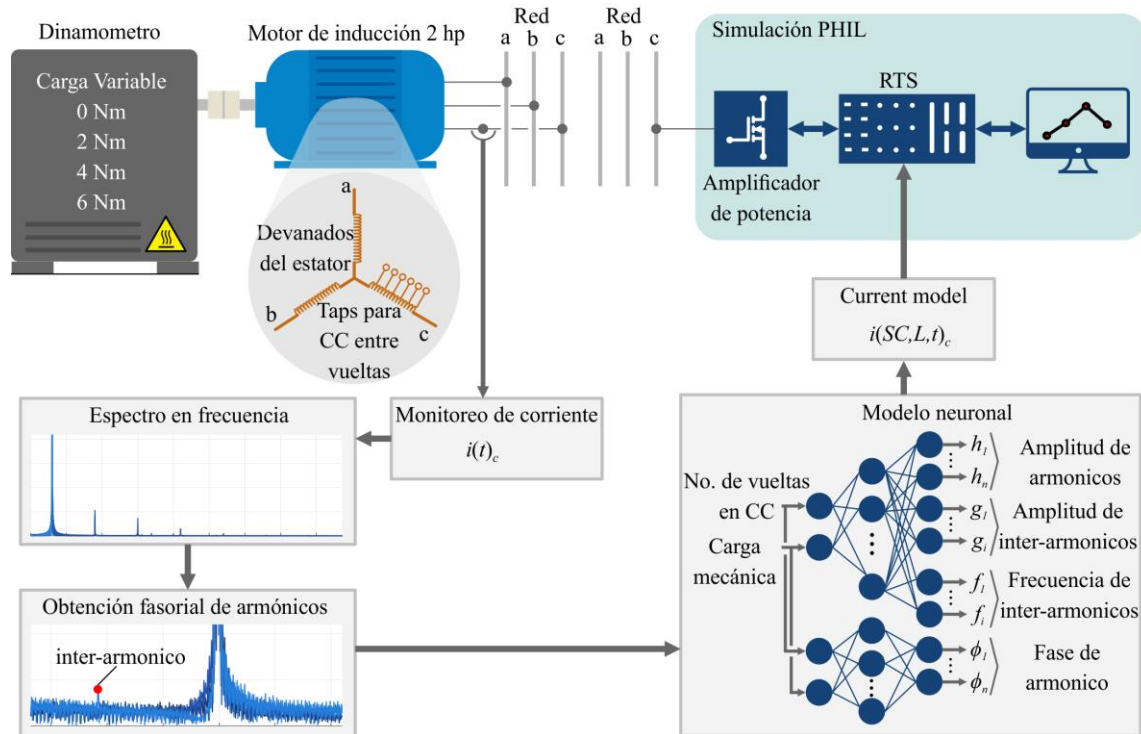 Dinamometro
Carga Variable
0 Nm
2 Nm
4 Nm
6 Nm
Motor de inducción 2 hp
Red
a b c
Red
a b c
Simulación PHIL
RTS
Amplificador
de potencia
a
Devanados
del estator
b
Taps para
CC entre
vueltas
c
Current model
i(SC,L,t)c
Espectro en frecuencia
Monitoreo de corriente
i(t)c
Obtención fasorial de armónicos
inter-armonico
Modelo neuronal
No. de vueltas
en CC
Carga
mecánica
h1
⋮
hn
Amplitud de
armonicos
g1
⋮
gi
Amplitud de
inter-armonicos
f1
⋮
fi
Frecuencia de
inter-armonicos
ϕ1
⋮
ϕn
Fase de
armonico